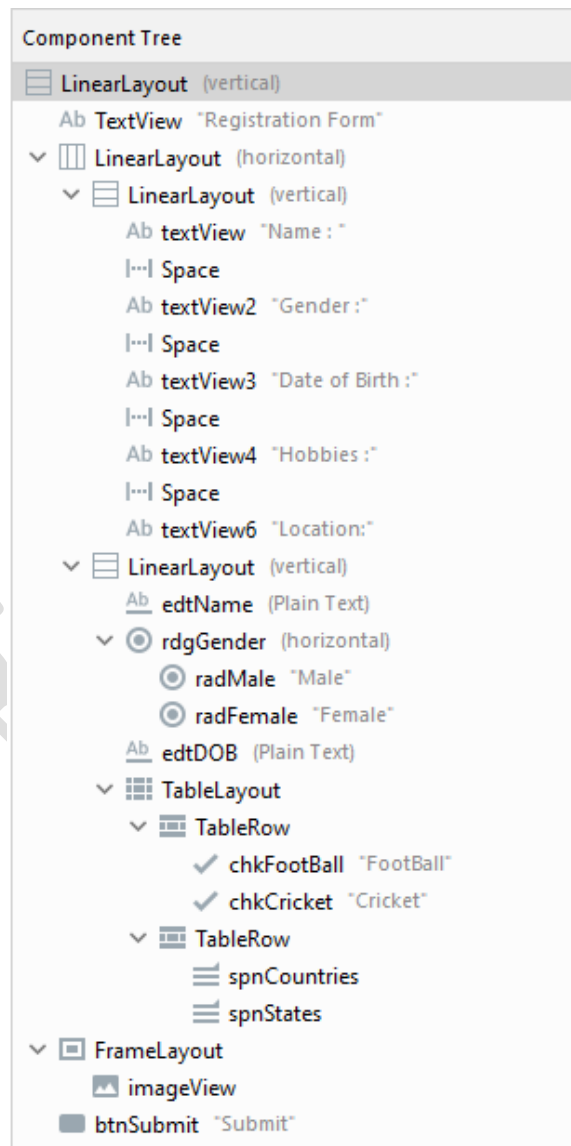 Component Tree
LinearLayout (vertical)
Ab TextView "Registration Form"
LinearLayout (horizontal)
LinearLayout (vertical)
Ab textView "Name : "
Space
Ab textView2 "Gender :"
Space
Ab textView3 "Date of Birth :"
Space
Ab textView4 "Hobbies :"
Space
Ab textView6 "Location:"
LinearLayout (vertical)
Ab edtName (Plain Text)
rdgGender (horizontal)
radMale "Male"
radFemale "Female"
Ab edtDOB (Plain Text)
TableLayout
TableRow
chkFootBall "FootBall"
chkCricket "Cricket"
TableRow
spnCountries
spnStates
FrameLayout
imageView
btnSubmit "Submit"